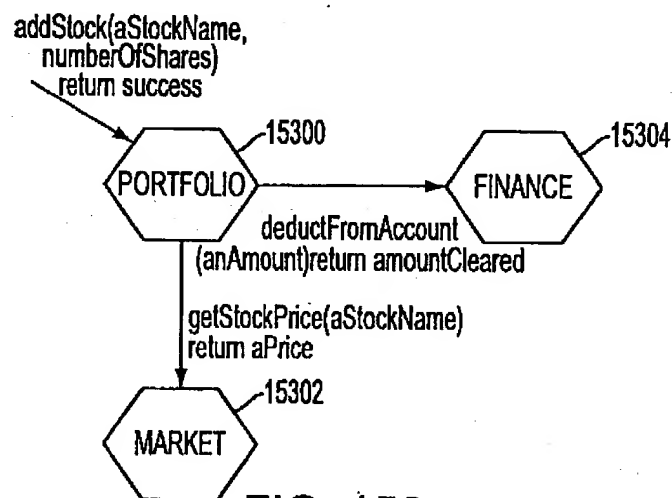 addStock(aStockName,
numberOfShares)
return success
15300
15304
PORTFOLIO
FINANCE
deductFromAccount
(anAmount)return amountCleared
getStockPrice(aStockName)
return aPrice
15302
MARKET